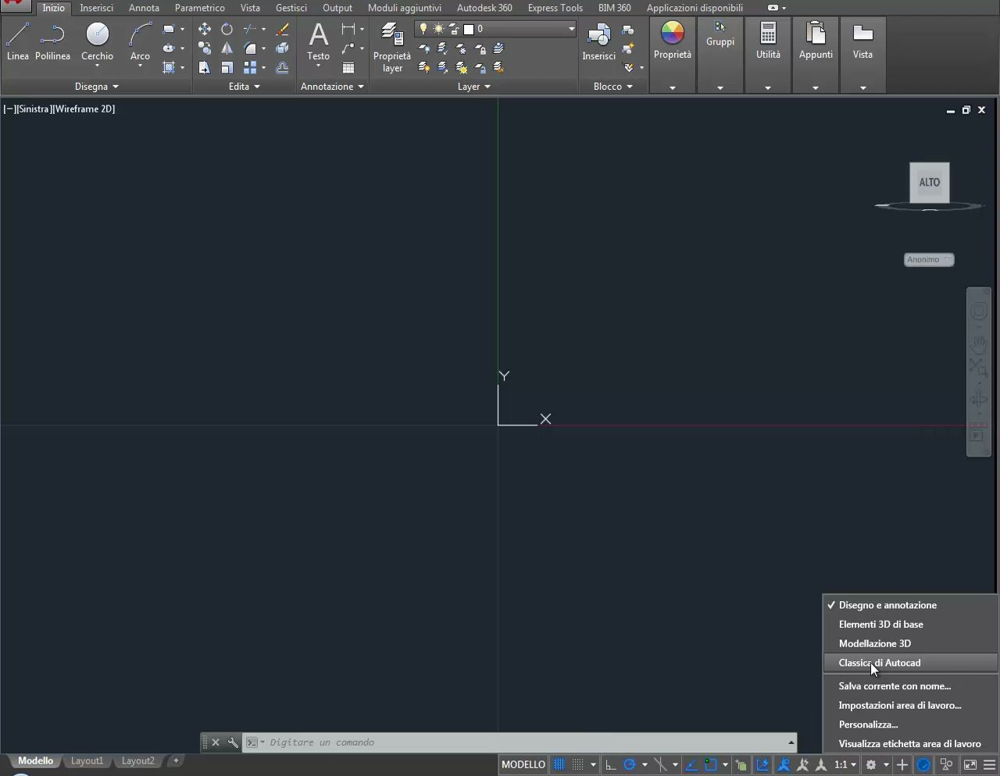 Inizio Inserisci Annota Parametrico Vista Gestisci Output Moduli aggiuntivi Autodesk 360 Express Tools BIM 360 Applicazioni disponibili
Linea Polilinea Cerchio Arco
Disegna
Edita
A
Testo
Annotazione
Proprietà layer
0
Layer
Inserisci
Blocco
Proprietà
Gruppi
Utilità
Appunti
Vista
[−][Sinistra][Wireframe 2D]
ALTO
Anonimo
Y
X
Disegno e annotazione
Elementi 3D di base
Modellazione 3D
Classica di Autocad
Salva corrente con nome...
Impostazioni area di lavoro...
Personalizza...
Visualizza etichetta area di lavoro
Digitare un comando
Modello Layout1 Layout2 +
MODELLO 1:1